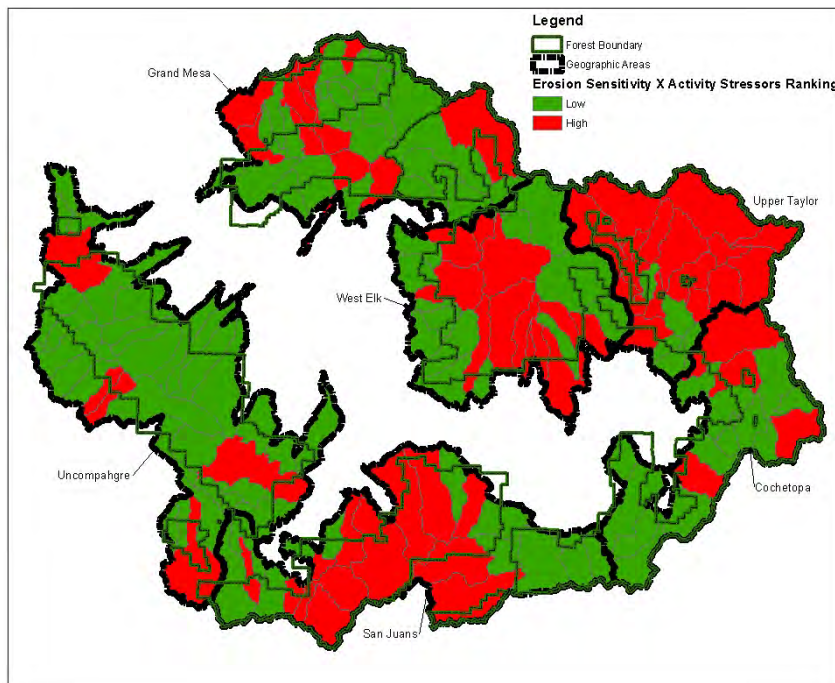 Legend
Forest Boundary
Geographic Areas
Erosion Sensitivity X Activity Stressors Ranking
Low
High
Grand Mesa
Upper Taylor
West Elk
Uncompahgre
Cochetopa
San Juans